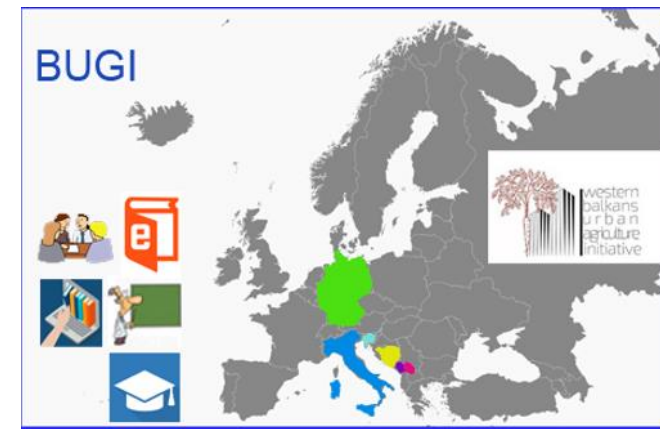 BUGI
e
western
balkans
urban
agriculture
initiative